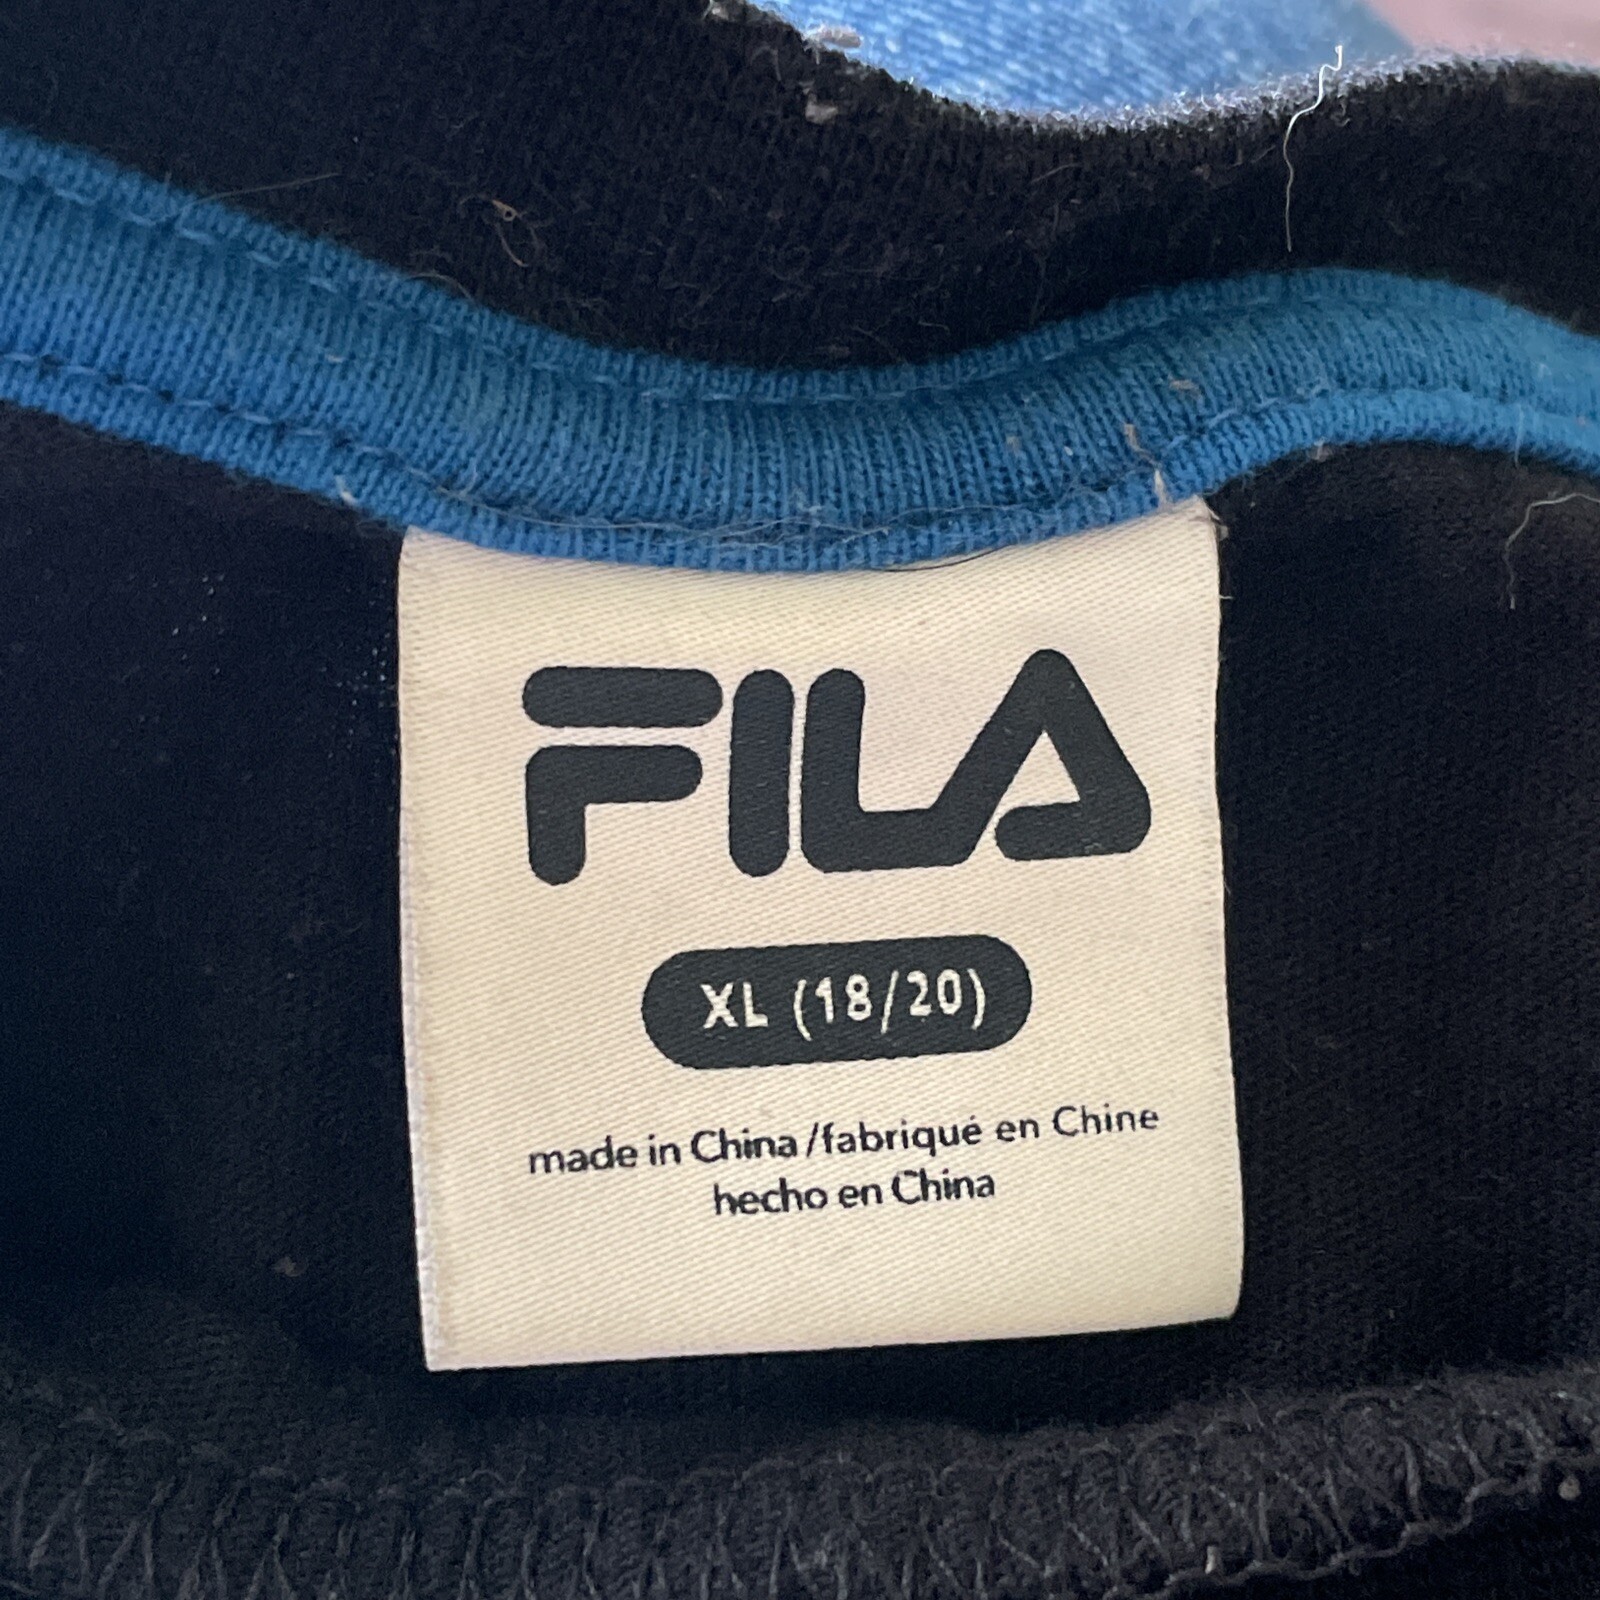 FILA
XL (18/20)
made in China/fabriqué en Chine
hecho en China